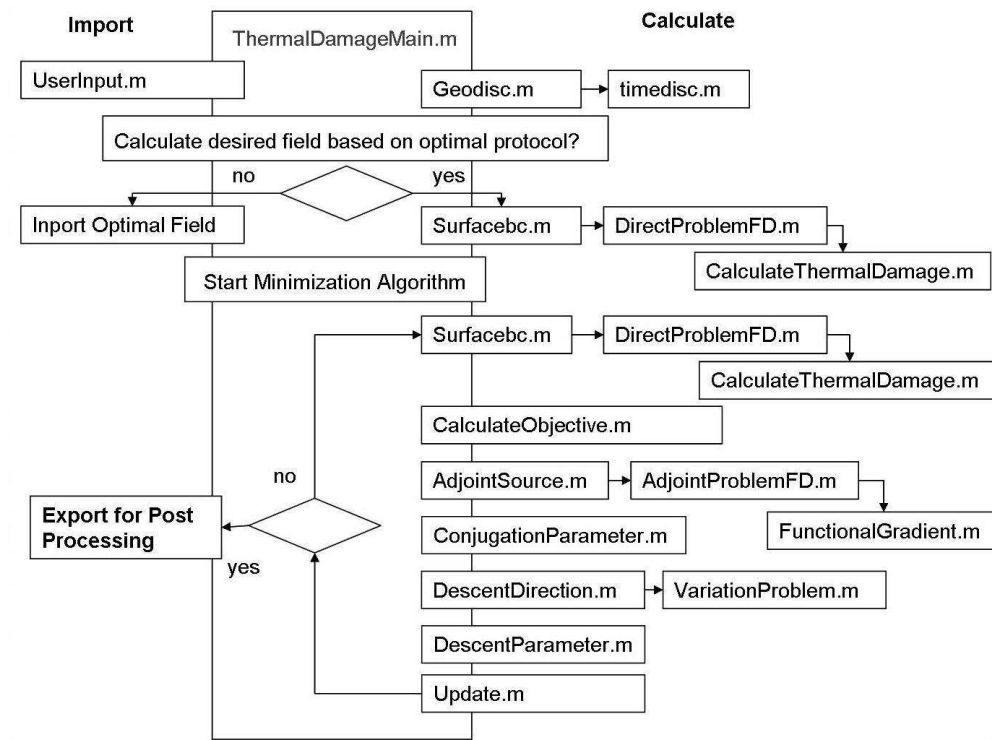 Import
ThermalDamageMain.m
Calculate
UserInput.m
Geodisc.m
timedisc.m
Calculate desired field based on optimal protocol?
no
yes
Inport Optimal Field
Surfacebc.m
DirectProblemFD.m
CalculateThermalDamage.m
Start Minimization Algorithm
Surfacebc.m
DirectProblemFD.m
CalculateThermalDamage.m
CalculateObjective.m
no
AdjointSource.m
AdjointProblemFD.m
Export for Post
Processing
FunctionalGradient.m
ConjugationParameter.m
yes
DescentDirection.m
VariationProblem.m
DescentParameter.m
Update.m